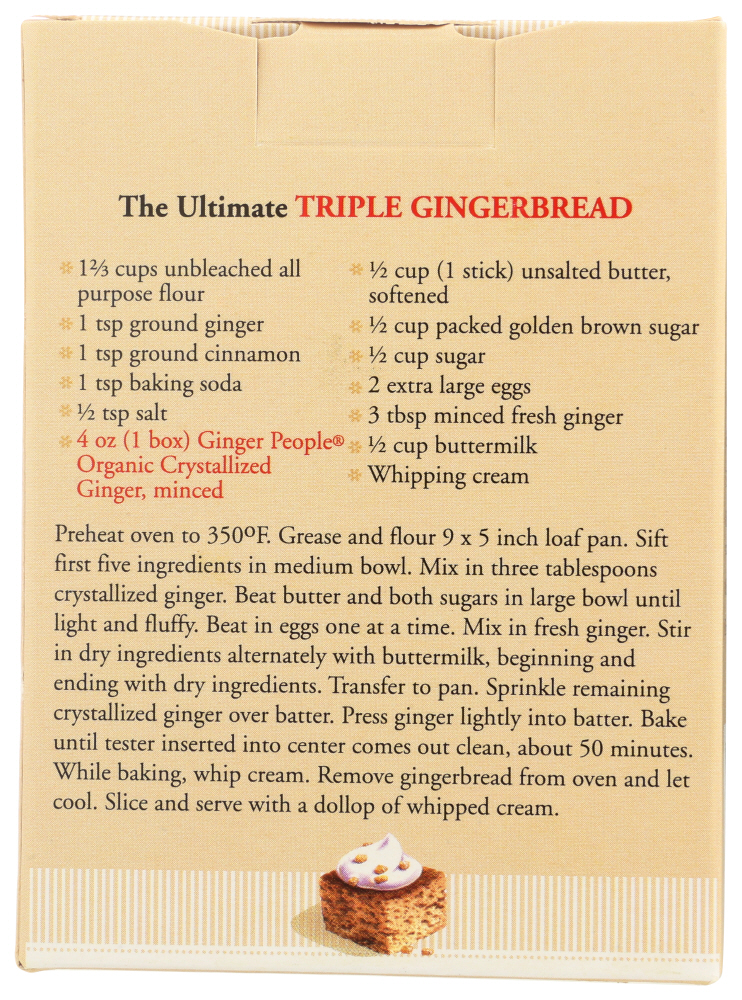 The Ultimate TRIPLE GINGERBREAD
1⅔ cups unbleached all
purpose flour
1 tsp ground ginger
1 tsp ground cinnamon
1 tsp baking soda
½ tsp salt
4 oz (1 box) Ginger People®
Organic Crystallized
Ginger, minced
½ cup (1 stick) unsalted butter,
softened
½ cup packed golden brown sugar
½ cup sugar
2 extra large eggs
3 tbsp minced fresh ginger
½ cup buttermilk
Whipping cream
Preheat oven to 350ºF. Grease and flour 9 x 5 inch loaf pan. Sift
first five ingredients in medium bowl. Mix in three tablespoons
crystallized ginger. Beat butter and both sugars in large bowl until
light and fluffy. Beat in eggs one at a time. Mix in fresh ginger. Stir
in dry ingredients alternately with buttermilk, beginning and
ending with dry ingredients. Transfer to pan. Sprinkle remaining
crystallized ginger over batter. Press ginger lightly into batter. Bake
until tester inserted into center comes out clean, about 50 minutes.
While baking, whip cream. Remove gingerbread from oven and let
cool. Slice and serve with a dollop of whipped cream.